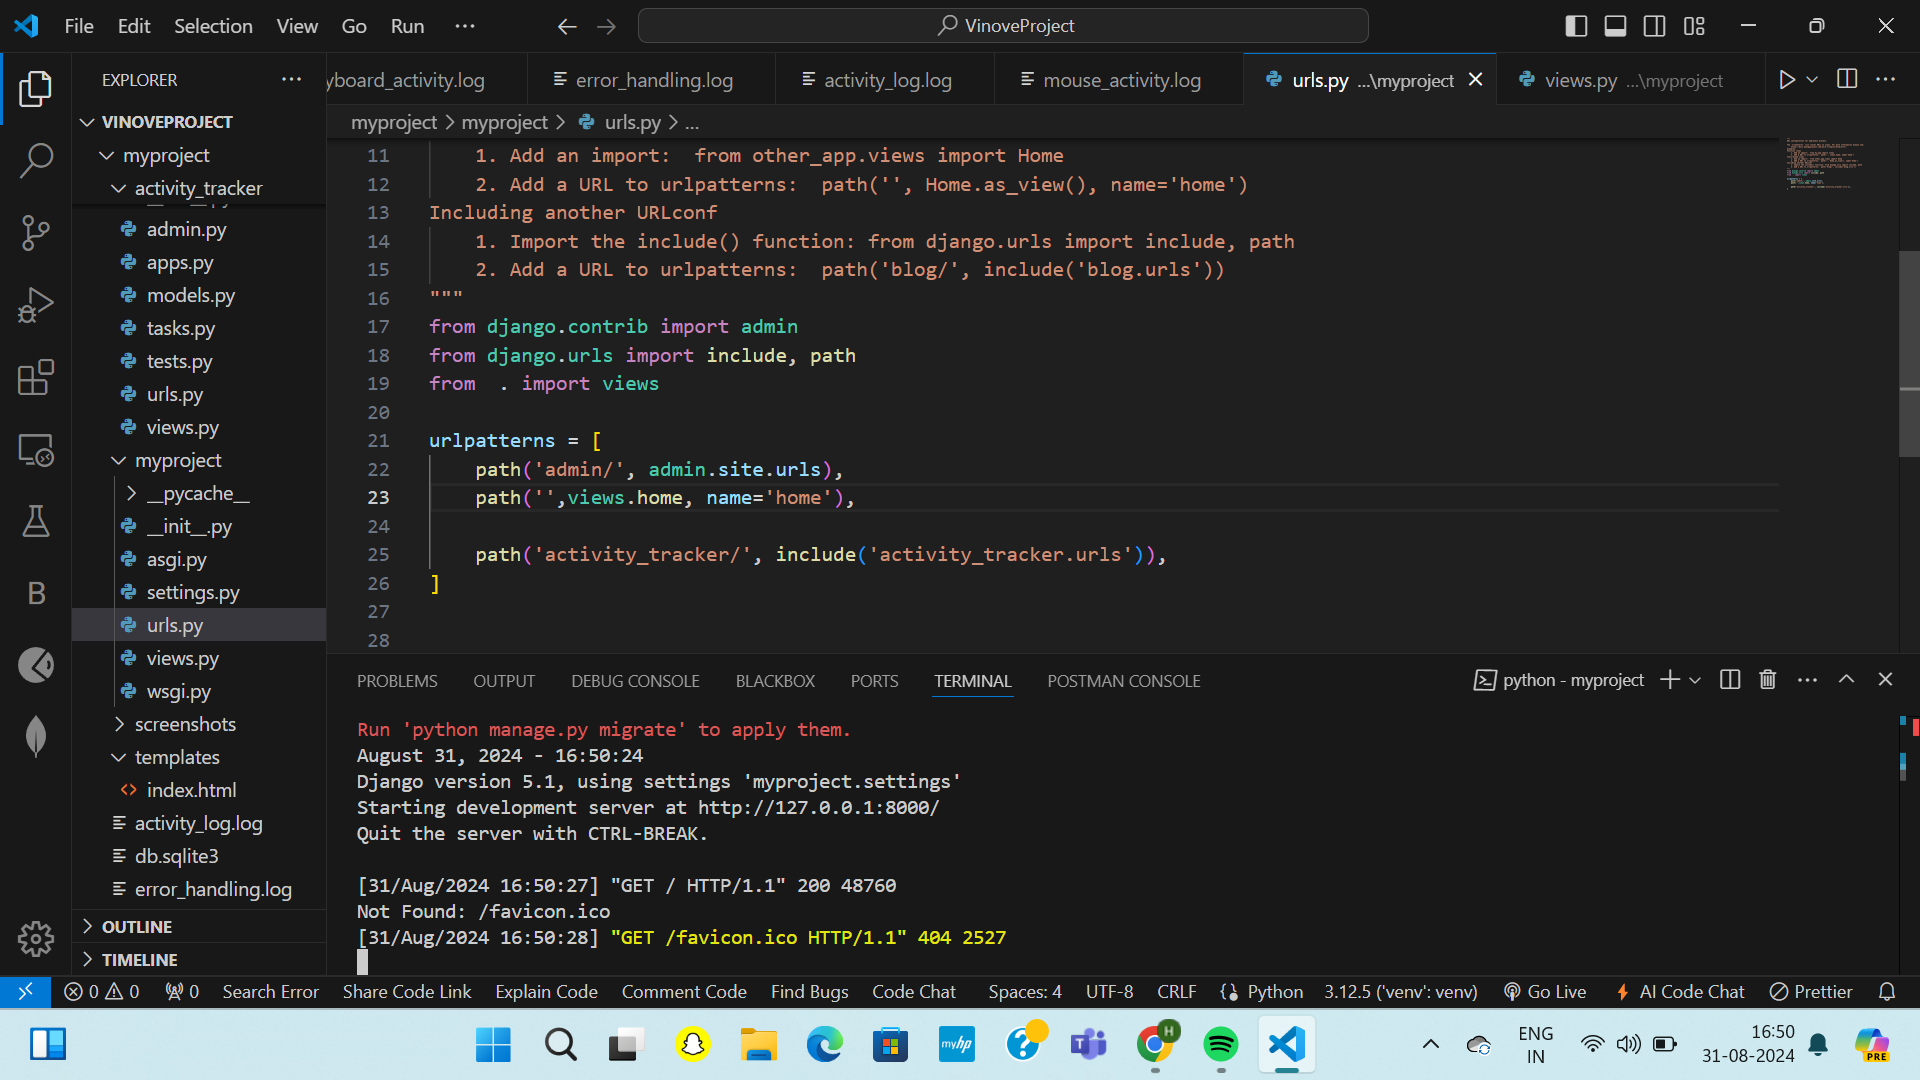 File Edit Selection View Go Run ··· VinoveProject
EXPLORER
yboard_activity.log error_handling.log activity_log.log mouse_activity.log urls.py ...\myproject views.py ...\myproject
VINOVEPROJECT
myproject > myproject > urls.py > ...
myproject
activity_tracker
admin.py
apps.py
models.py
tasks.py
tests.py
urls.py
views.py
myproject
__pycache__
__init__.py
asgi.py
settings.py
urls.py
views.py
wsgi.py
screenshots
templates
index.html
activity_log.log
db.sqlite3
error_handling.log
OUTLINE
TIMELINE
11 1. Add an import:  from other_app.views import Home
12 2. Add a URL to urlpatterns:  path('', Home.as_view(), name='home')
13 Including another URLconf
14 1. Import the include() function: from django.urls import include, path
15 2. Add a URL to urlpatterns:  path('blog/', include('blog.urls'))
16 """
17 from django.contrib import admin
18 from django.urls import include, path
19 from  . import views
20
21 urlpatterns = [
22 path('admin/', admin.site.urls),
23 path('',views.home, name='home'),
24
25 path('activity_tracker/', include('activity_tracker.urls')),
26 ]
27
28
PROBLEMS OUTPUT DEBUG CONSOLE BLACKBOX PORTS TERMINAL POSTMAN CONSOLE python - myproject
Run 'python manage.py migrate' to apply them.
August 31, 2024 - 16:50:24
Django version 5.1, using settings 'myproject.settings'
Starting development server at http://127.0.0.1:8000/
Quit the server with CTRL-BREAK.
[31/Aug/2024 16:50:27] "GET / HTTP/1.1" 200 48760
Not Found: /favicon.ico
[31/Aug/2024 16:50:28] "GET /favicon.ico HTTP/1.1" 404 2527
B
0 0 0 Search Error Share Code Link Explain Code Comment Code Find Bugs Code Chat Spaces: 4 UTF-8 CRLF Python 3.12.5 ('venv': venv) Go Live AI Code Chat Prettier
myhp
T
H
ENG
IN
16:50
31-08-2024
PRE